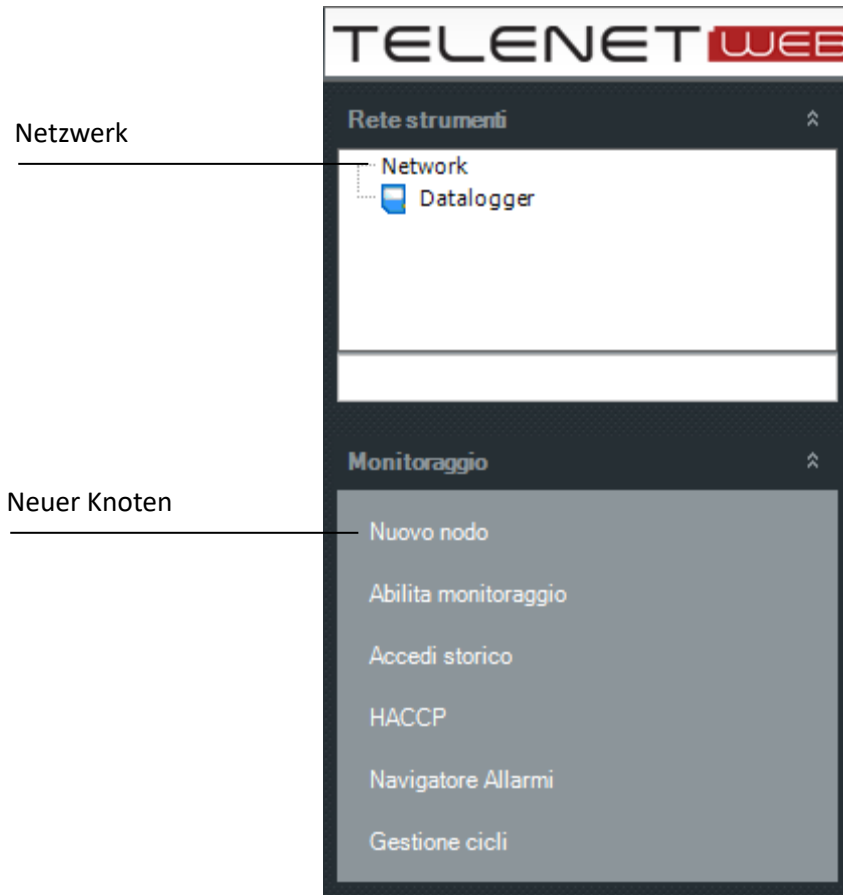 TELENET WEB
Rete strumenti
Netzwerk
Network
Datalogger
Monitoraggio
Neuer Knoten
Nuovo nodo
Abilita monitoraggio
Accedi storico
HACCP
Navigatore Allarmi
Gestione cicli